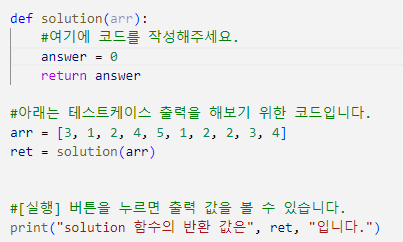 def solution(arr):
    #여기에 코드를 작성해주세요.
    answer = 0
    return answer
#아래는 테스트케이스 출력을 해보기 위한 코드입니다.
arr = [3, 1, 2, 4, 5, 1, 2, 2, 3, 4]
ret = solution(arr)
#[실행] 버튼을 누르면 출력 값을 볼 수 있습니다.
print("solution 함수의 반환 값은", ret, "입니다.")